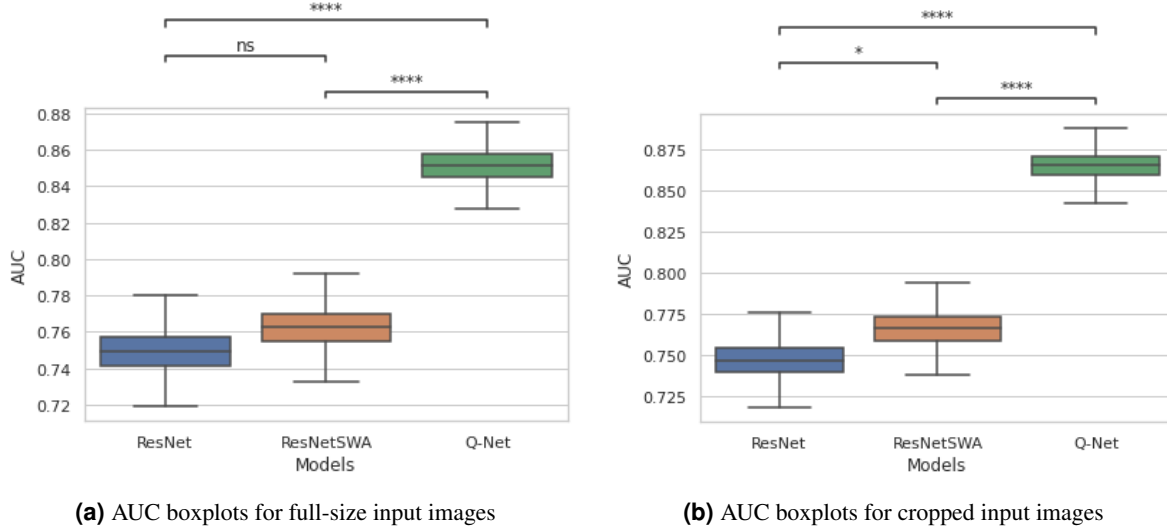 ****
ns
****
0.88
0.86
0.84
0.82
0.80
0.78
0.76
0.74
0.72
AUC
ResNet ResNetSWA Q-Net
Models
(a) AUC boxplots for full-size input images
****
*
****
0.875
0.850
0.825
0.800
0.775
0.750
0.725
AUC
ResNet ResNetSWA Q-Net
Models
(b) AUC boxplots for cropped input images